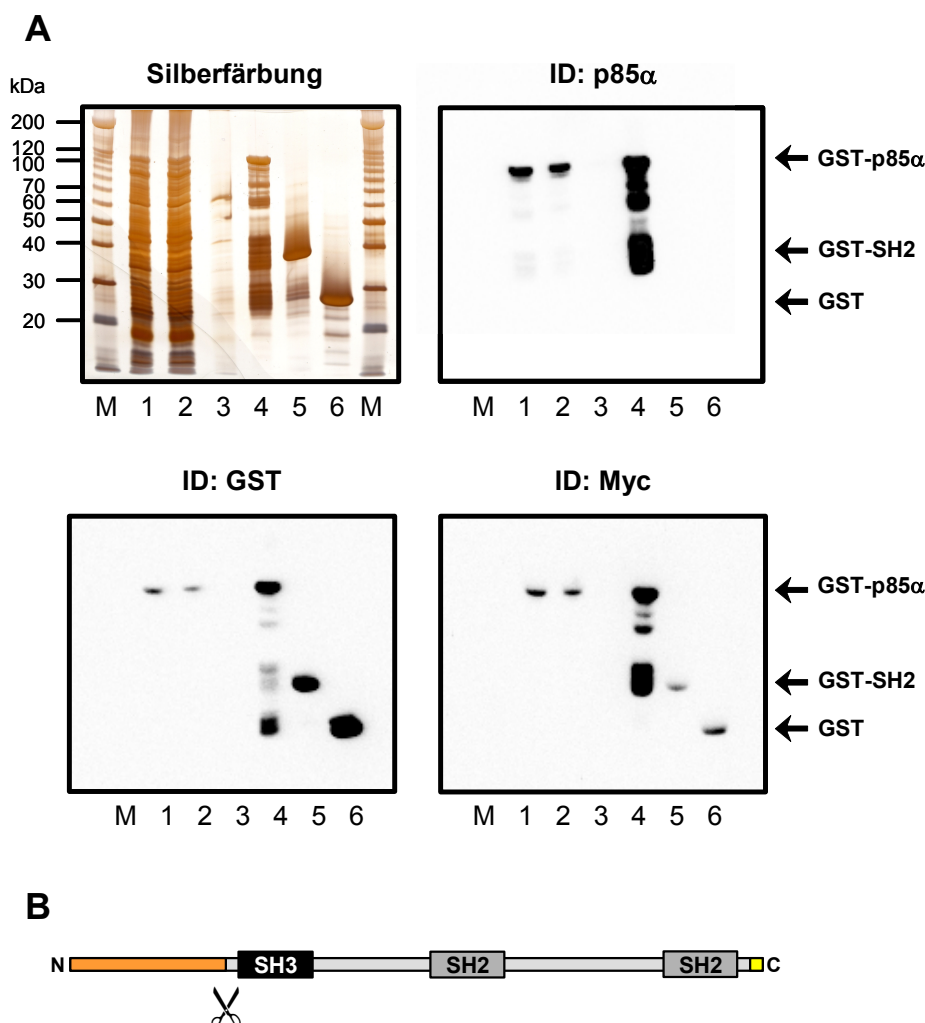 A
Silberfärbung
ID: p85α
kDa
200
120
100
70
60
50
40
30
20
GST-p85α
GST-SH2
GST
M 1 2 3 4 5 6 M
M 1 2 3 4 5 6
ID: GST
ID: Myc
GST-p85α
GST-SH2
GST
M 1 2 3 4 5 6
M 1 2 3 4 5 6
B
N SH3 SH2 SH2 C